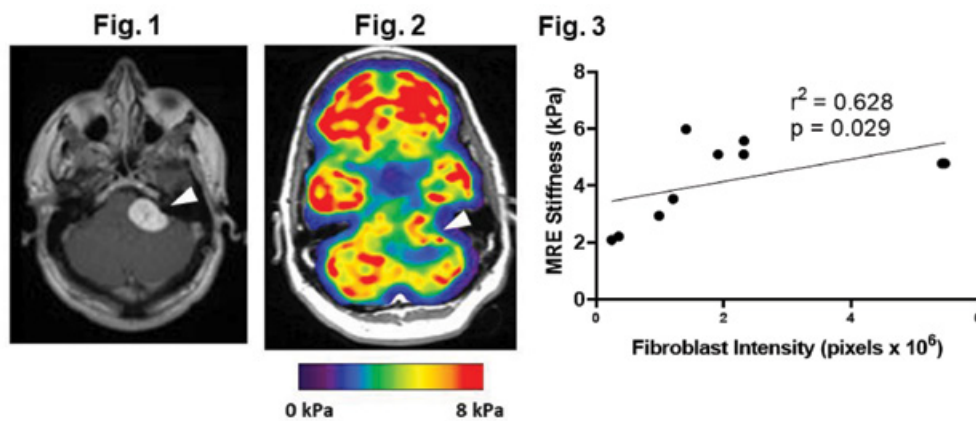 Fig. 1
Fig. 2
Fig. 3
0 kPa
8 kPa
MRE Stiffness (kPa)
8
6
4
2
0
r² = 0.628
p = 0.029
0
2
4
6
Fibroblast Intensity (pixels x 10⁶)